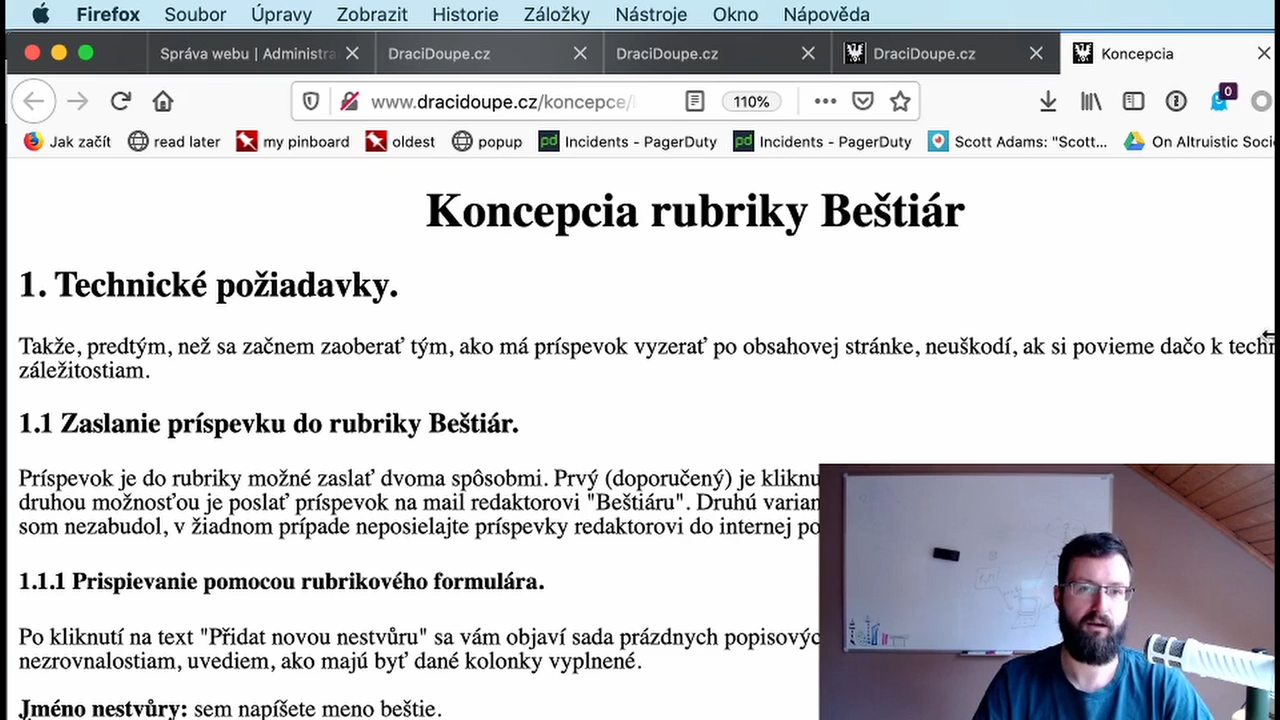 Firefox Soubor Úpravy Zobrazit Historie Záložky Nástroje Okno Nápověda
Správa webu | Administra DraciDoupe.cz DraciDoupe.cz DraciDoupe.cz Koncepcia
www.dracidoupe.cz/koncepce/ 110% 0
Jak začít read later my pinboard oldest popup Incidents - PagerDuty Incidents - PagerDuty Scott Adams: "Scott... On Altruistic Soci
Koncepcia rubriky Beštiár
1. Technické požiadavky.
Takže, predtým, než sa začnem zaoberať tým, ako má príspevok vyzerať po obsahovej stránke, neuškodí, ak si povieme dačo k techn
záležitostiam.
1.1 Zaslanie príspevku do rubriky Beštiár.
Príspevok je do rubriky možné zaslať dvoma spôsobmi. Prvý (doporučený) je kliknu
druhou možnosťou je poslať príspevok na mail redaktorovi "Beštiáru". Druhú varian
som nezabudol, v žiadnom prípade neposielajte príspevky redaktorovi do internej po
1.1.1 Prispievanie pomocou rubrikového formulára.
Po kliknutí na text "Přidat novou nestvůru" sa vám objaví sada prázdnych popisovýc
nezrovnalostiam, uvediem, ako majú byť dané kolonky vyplnené.
Jméno nestvůry: sem napíšete meno beštie.